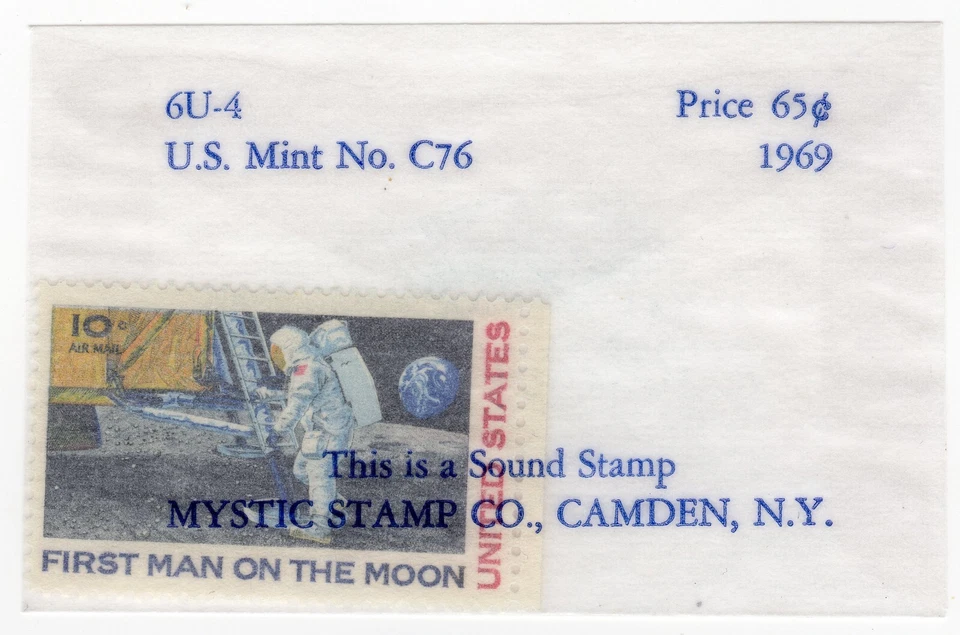 6U-4
Price 65¢
U.S. Mint No. C76
1969
10c
AIR MAIL
UNITED STATES
This is a Sound Stamp
MYSTIC STAMP CO., CAMDEN, N.Y.
FIRST MAN ON THE MOON